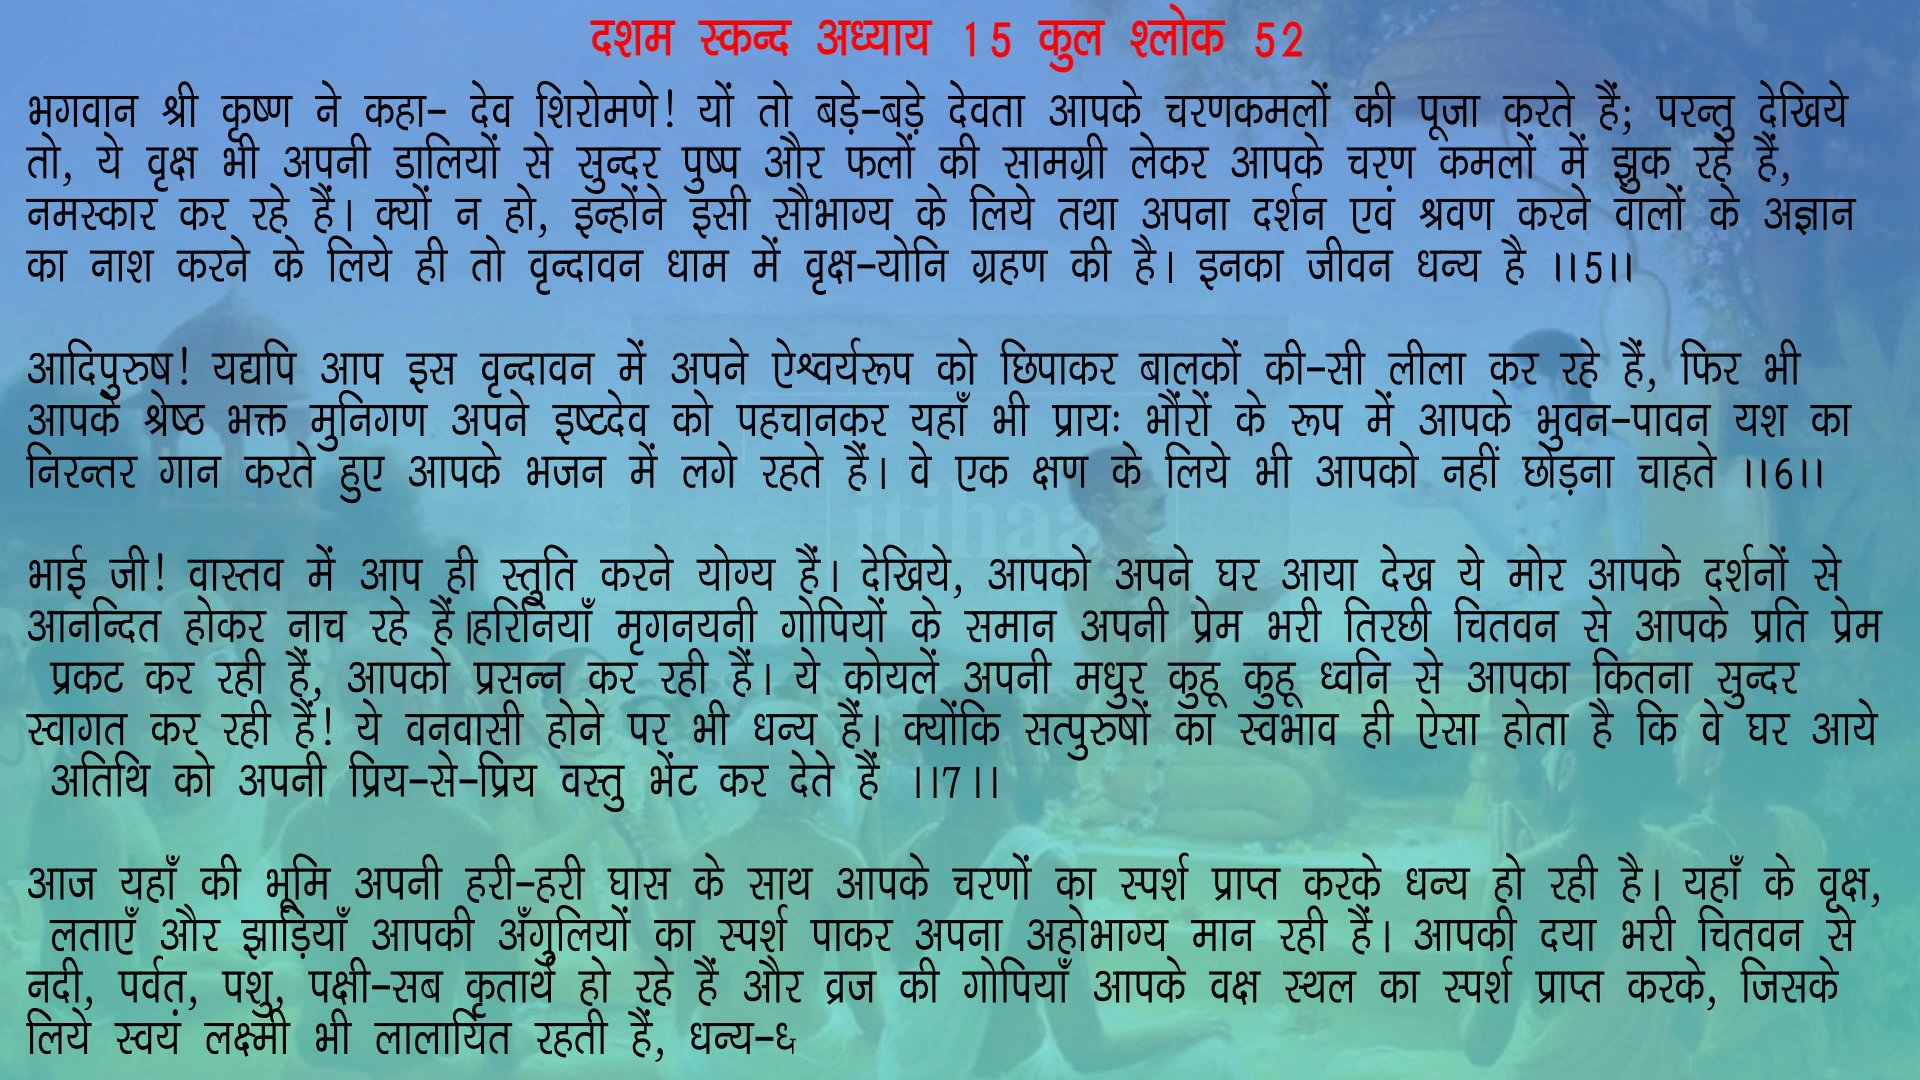 दशम स्कन्द अध्याय 15 कुल श्लोक 52
भगवान श्री कृष्ण ने कहा- देव शिरोमणे! यों तो बड़े-बड़े देवता आपके चरणकमलों की पूजा करते हैं; परन्तु देखिये
तो, ये वृक्ष भी अपनी डालियों से सुन्दर पुष्प और फलों की सामग्री लेकर आपके चरण कमलों में झुक रहे हैं,
नमस्कार कर रहे हैं। क्यों न हो, इन्होंने इसी सौभाग्य के लिये तथा अपना दर्शन एवं श्रवण करने वालों के अज्ञान
का नाश करने के लिये ही तो वृन्दावन धाम में वृक्ष-योनि ग्रहण की है। इनका जीवन धन्य है ।।5।।
आदिपुरुष! यद्यपि आप इस वृन्दावन में अपने ऐश्वर्यरूप को छिपाकर बालकों की-सी लीला कर रहे हैं, फिर भी
आपके श्रेष्ठ भक्त मुनिगण अपने इष्टदेव को पहचानकर यहाँ भी प्रायः भौंरों के रूप में आपके भुवन-पावन यश का
निरन्तर गान करते हुए आपके भजन में लगे रहते हैं। वे एक क्षण के लिये भी आपको नहीं छोड़ना चाहते ।।6।।
itihaas
भाई जी! वास्तव में आप ही स्तुति करने योग्य हैं। देखिये, आपको अपने घर आया देख ये मोर आपके दर्शनों से
आनन्दित होकर नाच रहे हैं।हरिनियाँ मृगनयनी गोपियों के समान अपनी प्रेम भरी तिरछी चितवन से आपके प्रति प्रेम
प्रकट कर रही हैं, आपको प्रसन्न कर रही हैं। ये कोयलें अपनी मधुर कुहू कुहू ध्वनि से आपका कितना सुन्दर
स्वागत कर रही हैं! ये वनवासी होने पर भी धन्य हैं। क्योंकि सत्पुरुषों का स्वभाव ही ऐसा होता है कि वे घर आये
अतिथि को अपनी प्रिय-से-प्रिय वस्तु भेंट कर देते हैं ।।7।।
आज यहाँ की भूमि अपनी हरी-हरी घास के साथ आपके चरणों का स्पर्श प्राप्त करके धन्य हो रही है। यहाँ के वृक्ष,
लताएँ और झाड़ियाँ आपकी अँगुलियों का स्पर्श पाकर अपना अहोभाग्य मान रही हैं। आपकी दया भरी चितवन से
नदी, पर्वत, पशु, पक्षी-सब कृतार्थ हो रहे हैं और व्रज की गोपियाँ आपके वक्ष स्थल का स्पर्श प्राप्त करके, जिसके
लिये स्वयं लक्ष्मी भी लालायित रहती हैं, धन्य-ध